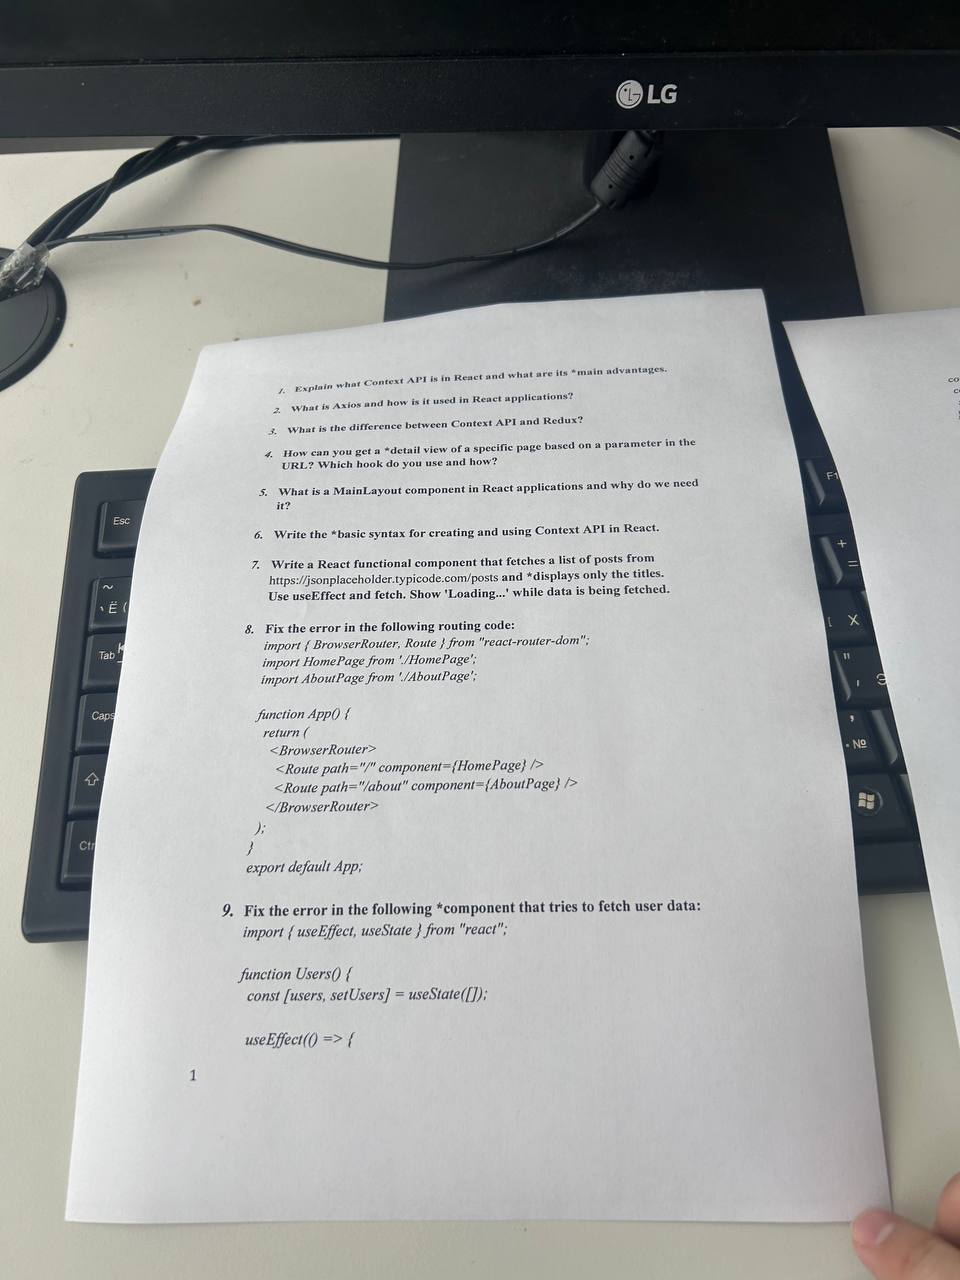 LG
1. Explain what Context API is in React and what are its *main advantages.
2. What is Axios and how is it used in React applications?
3. What is the difference between Context API and Redux?
4. How can you get a *detail view of a specific page based on a parameter in the
URL? Which hook do you use and how?
5. What is a MainLayout component in React applications and why do we need
it?
6. Write the *basic syntax for creating and using Context API in React.
7. Write a React functional component that fetches a list of posts from
https://jsonplaceholder.typicode.com/posts and *displays only the titles.
Use useEffect and fetch. Show 'Loading...' while data is being fetched.
8. Fix the error in the following routing code:
import { BrowserRouter, Route } from "react-router-dom";
import HomePage from './HomePage';
import AboutPage from './AboutPage';
function App() {
return (
<BrowserRouter>
<Route path="/" component={HomePage} />
<Route path="/about" component={AboutPage} />
</BrowserRouter>
);
}
export default App;
9. Fix the error in the following *component that tries to fetch user data:
import { useEffect, useState } from "react";
function Users() {
const [users, setUsers] = useState([]);
useEffect(() => {
1
Esc
~
Ё (
Tab
Caps
Ctr
F1
+
=
[ X
"
' Э
, №
co